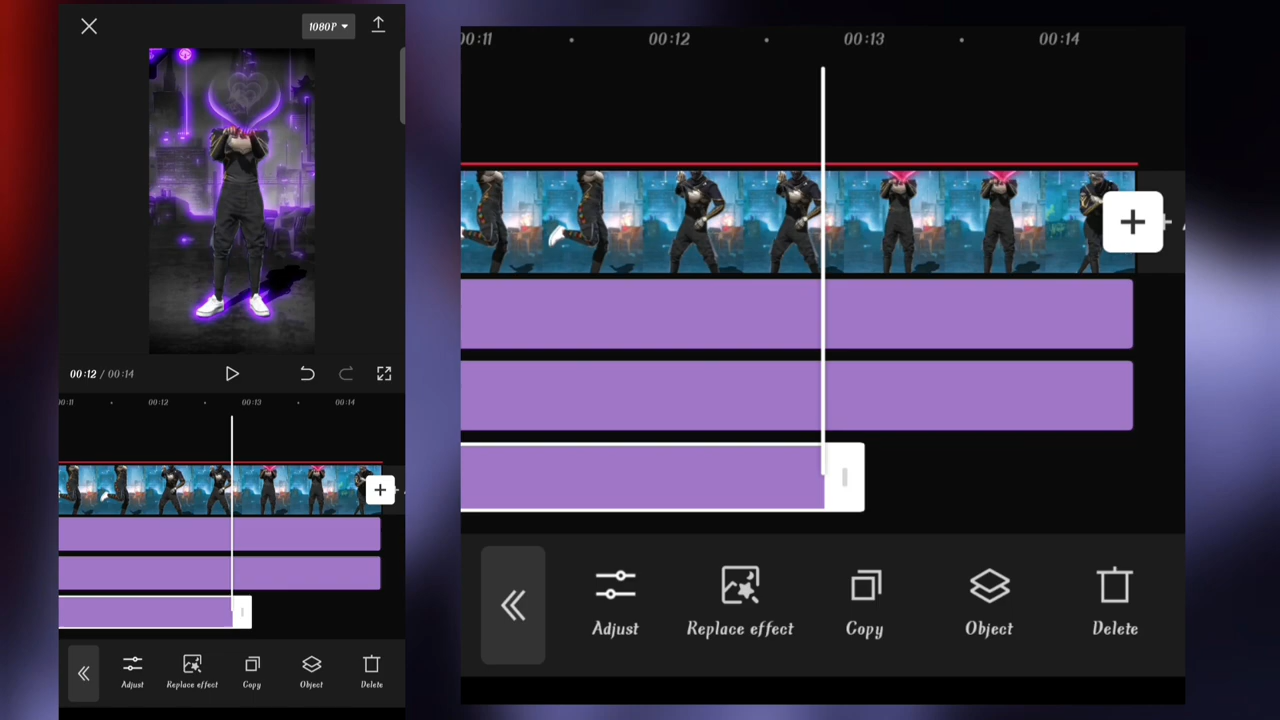 1080P
00:12 / 00:14
00:11 00:12 00:13 00:14
Adjust Replace effect Copy Object Delete
00:11 00:12 00:13 00:14
Adjust Replace effect Copy Object Delete